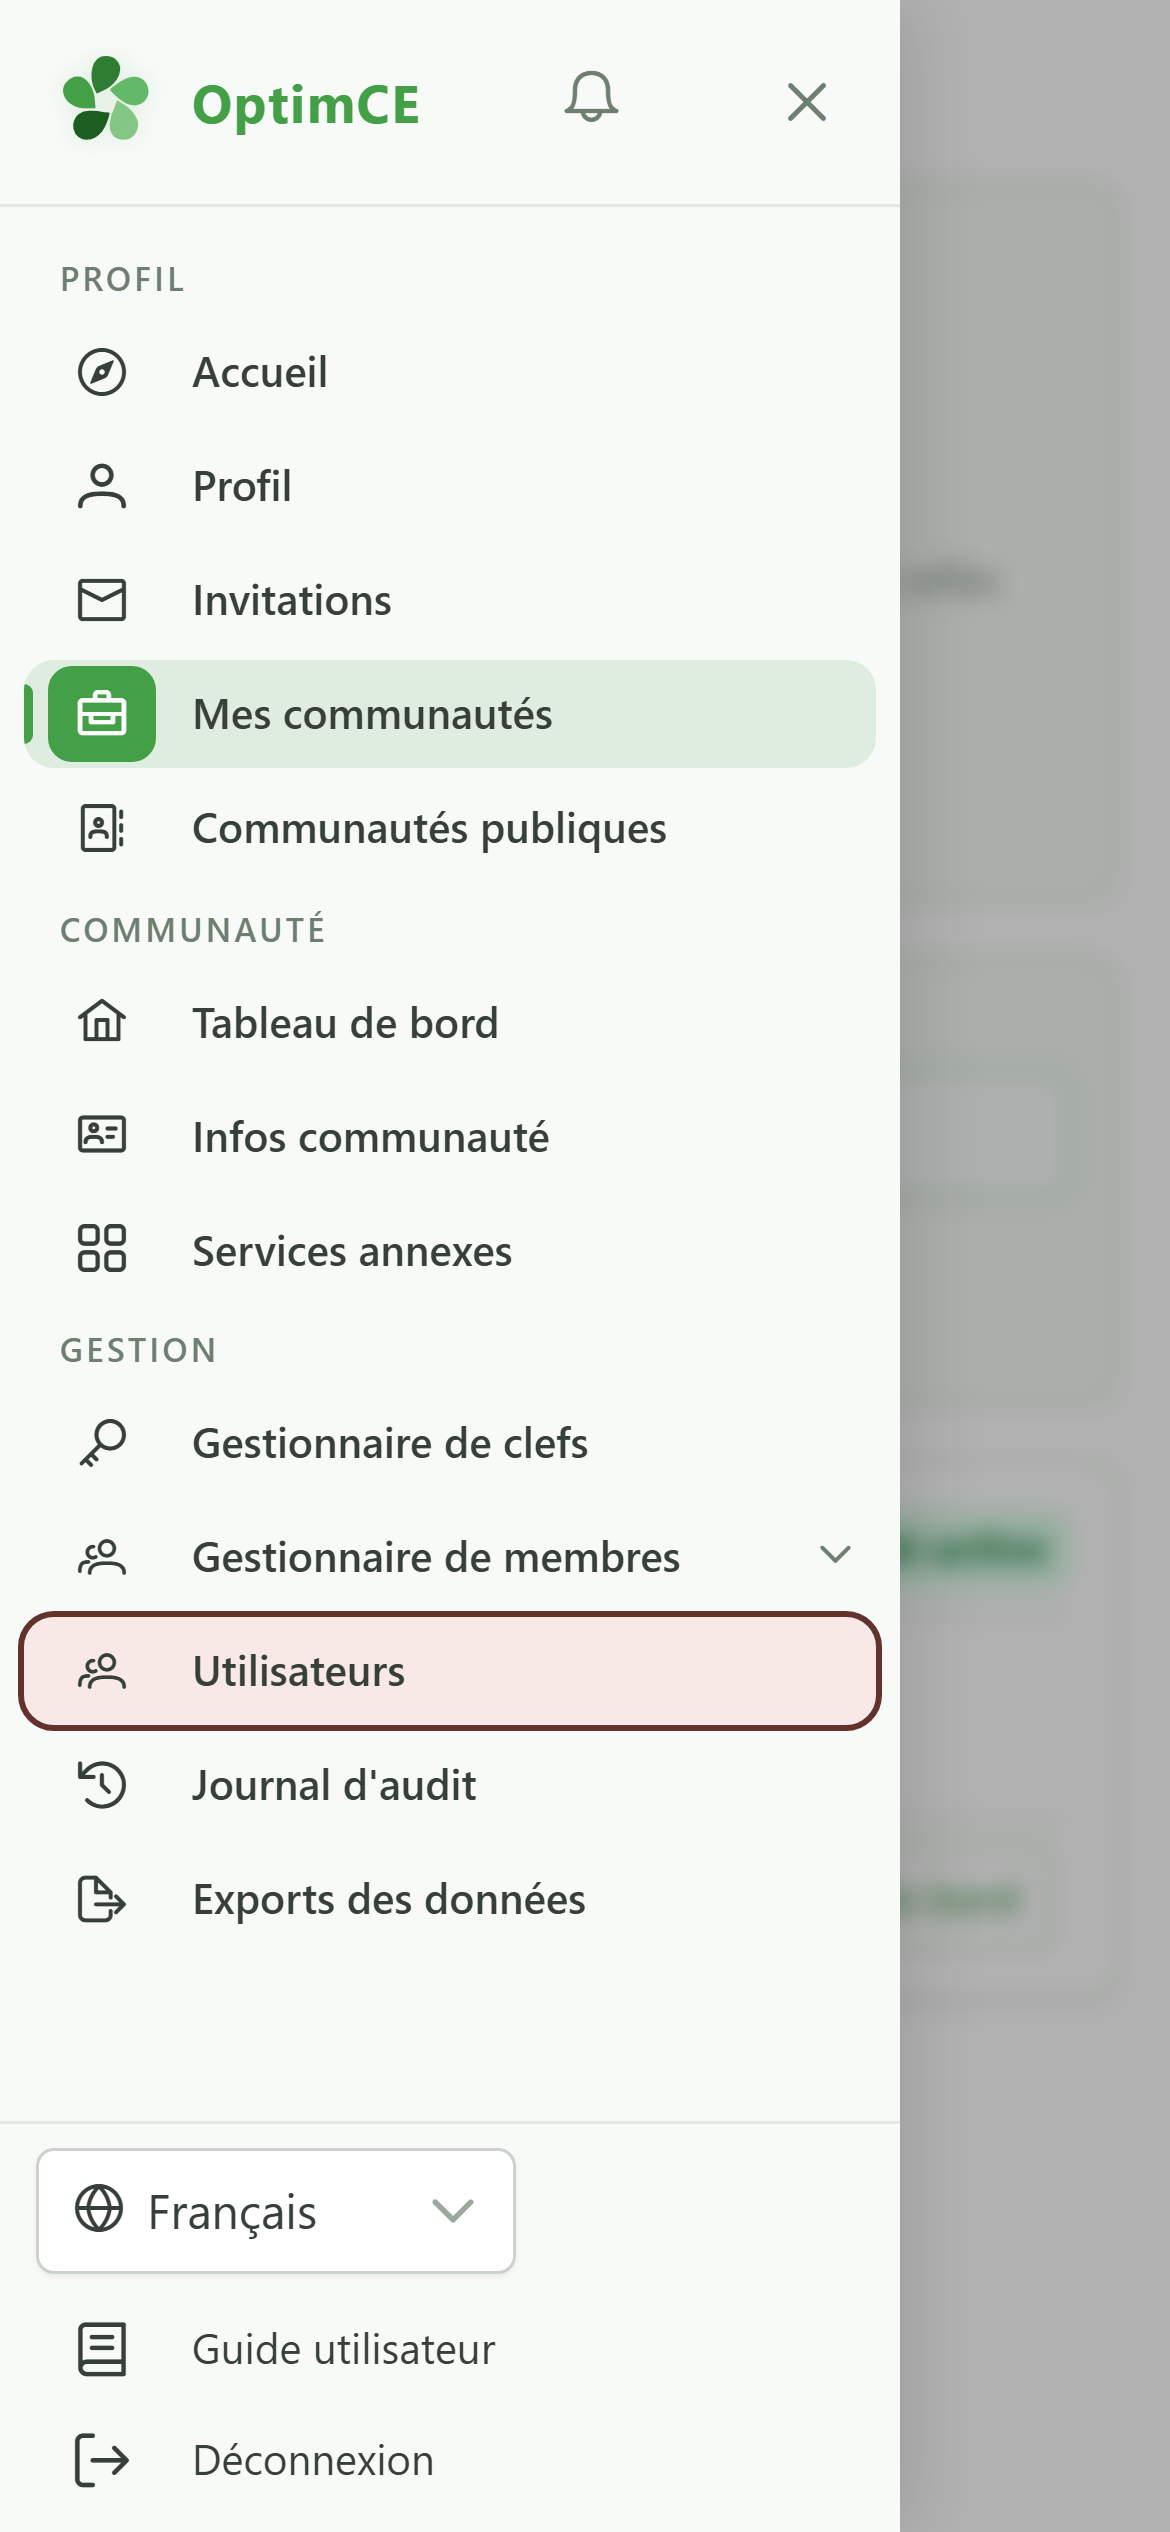 OptimCE
PROFIL
Accueil
Profil
Invitations
Mes communautés
Communautés publiques
COMMUNAUTÉ
Tableau de bord
Infos communauté
Services annexes
GESTION
Gestionnaire de clefs
Gestionnaire de membres
Utilisateurs
Journal d'audit
Exports des données
Français
Guide utilisateur
Déconnexion